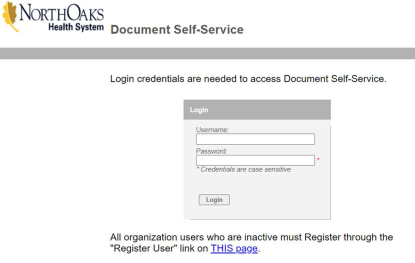 NORTHOAKS
Health System
Document Self-Service
Login credentials are needed to access Document Self-Service.
Login
Username:
Password:
*
* Credentials are case sensitive
Login
All organization users who are inactive must Register through the
"Register User" link on THIS page.